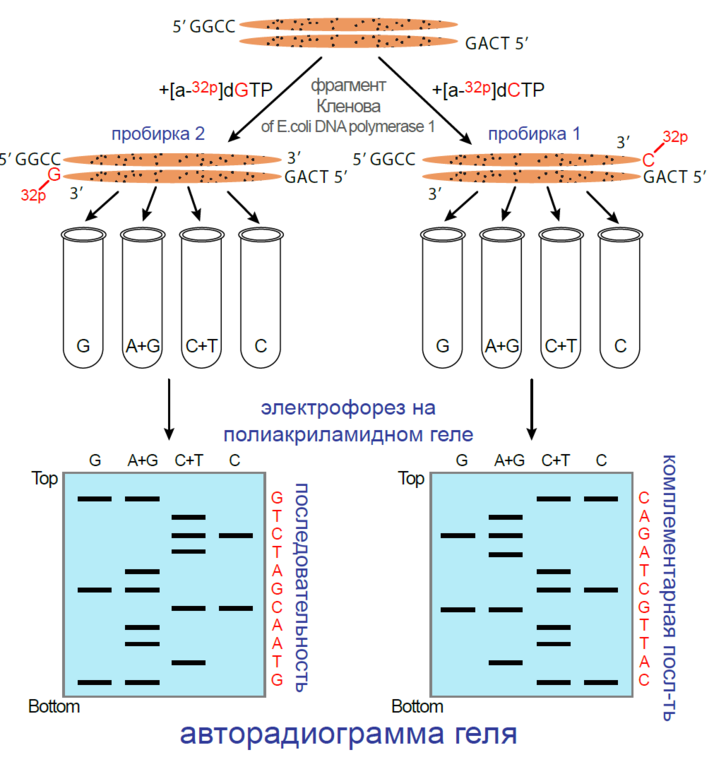 5′ GGCC
GACT 5′
+[a-32p]dGTP
фрагмент
Кленова
of E.coli DNA polymerase 1
+[a-32p]dCTP
пробирка 2
пробирка 1
5′ GGCC
3′
G
32p
3′
GACT 5′
5′ GGCC
3′
32p
C
3′
GACT 5′
G
A+G
C+T
C
G
A+G
C+T
C
электрофорез на
полиакриламидном геле
G A+G C+T C
Top
G
T
C
T
A
G
C
A
A
T
G
последовательность
Bottom
G A+G C+T C
Top
C
A
G
A
T
C
G
T
T
A
C
комплементарная посл-ть
Bottom
авторадиограмма геля